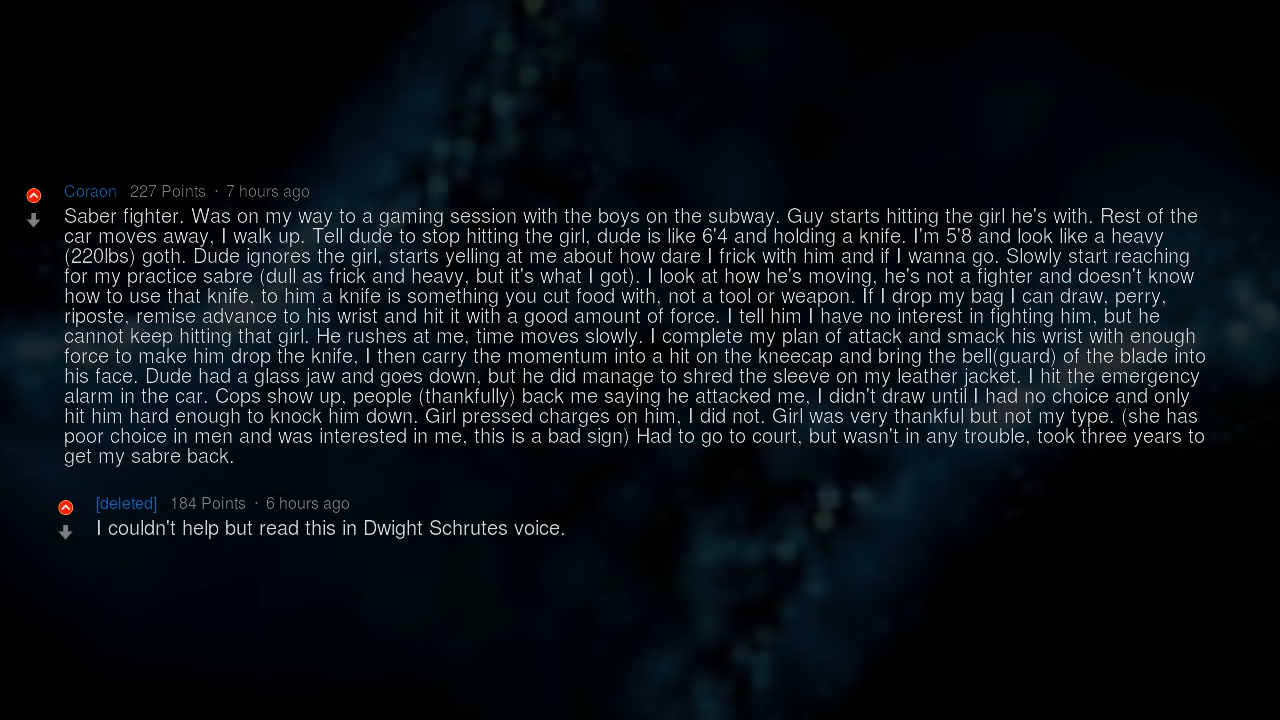 Coraon 227 Points · 7 hours ago
Saber fighter. Was on my way to a gaming session with the boys on the subway. Guy starts hitting the girl he's with. Rest of the
car moves away, I walk up. Tell dude to stop hitting the girl, dude is like 6'4 and holding a knife. I'm 5'8 and look like a heavy
(220lbs) goth. Dude ignores the girl, starts yelling at me about how dare I frick with him and if I wanna go. Slowly start reaching
for my practice sabre (dull as frick and heavy, but it's what I got). I look at how he's moving, he's not a fighter and doesn't know
how to use that knife, to him a knife is something you cut food with, not a tool or weapon. If I drop my bag I can draw, perry,
riposte, remise advance to his wrist and hit it with a good amount of force. I tell him I have no interest in fighting him, but he
cannot keep hitting that girl. He rushes at me, time moves slowly. I complete my plan of attack and smack his wrist with enough
force to make him drop the knife, I then carry the momentum into a hit on the kneecap and bring the bell(guard) of the blade into
his face. Dude had a glass jaw and goes down, but he did manage to shred the sleeve on my leather jacket. I hit the emergency
alarm in the car. Cops show up, people (thankfully) back me saying he attacked me, I didn't draw until I had no choice and only
hit him hard enough to knock him down. Girl pressed charges on him, I did not. Girl was very thankful but not my type. (she has
poor choice in men and was interested in me, this is a bad sign) Had to go to court, but wasn't in any trouble, took three years to
get my sabre back.
[deleted] 184 Points · 6 hours ago
I couldn't help but read this in Dwight Schrutes voice.